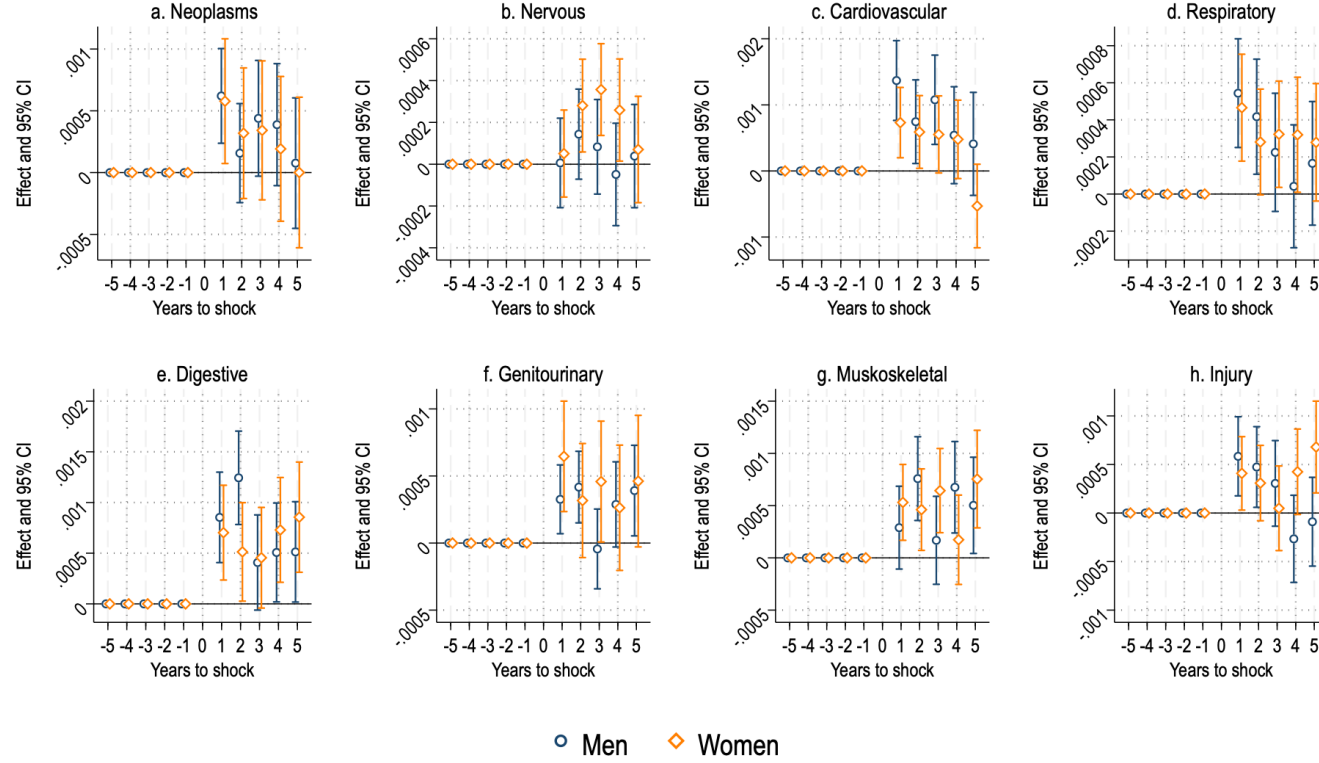 a. Neoplasms
Effect and 95% CI
.001
.0005
0
-.0005
-5 -4 -3 -2 -1 0 1 2 3 4 5
Years to shock
b. Nervous
Effect and 95% CI
.0006
.0004
.0002
0
-.0002
-.0004
-5 -4 -3 -2 -1 0 1 2 3 4 5
Years to shock
c. Cardiovascular
Effect and 95% CI
.002
.001
0
-.001
-5 -4 -3 -2 -1 0 1 2 3 4 5
Years to shock
d. Respiratory
Effect and 95% CI
.0008
.0006
.0004
.0002
0
-.0002
-5 -4 -3 -2 -1 0 1 2 3 4 5
Years to shock
e. Digestive
Effect and 95% CI
.002
.0015
.001
.0005
0
-5 -4 -3 -2 -1 0 1 2 3 4 5
Years to shock
f. Genitourinary
Effect and 95% CI
.001
.0005
0
-.0005
-5 -4 -3 -2 -1 0 1 2 3 4 5
Years to shock
g. Muskoskeletal
Effect and 95% CI
.0015
.001
.0005
0
-.0005
-5 -4 -3 -2 -1 0 1 2 3 4 5
Years to shock
h. Injury
Effect and 95% CI
.001
.0005
0
-.0005
-.001
-5 -4 -3 -2 -1 0 1 2 3 4 5
Years to shock
Men Women